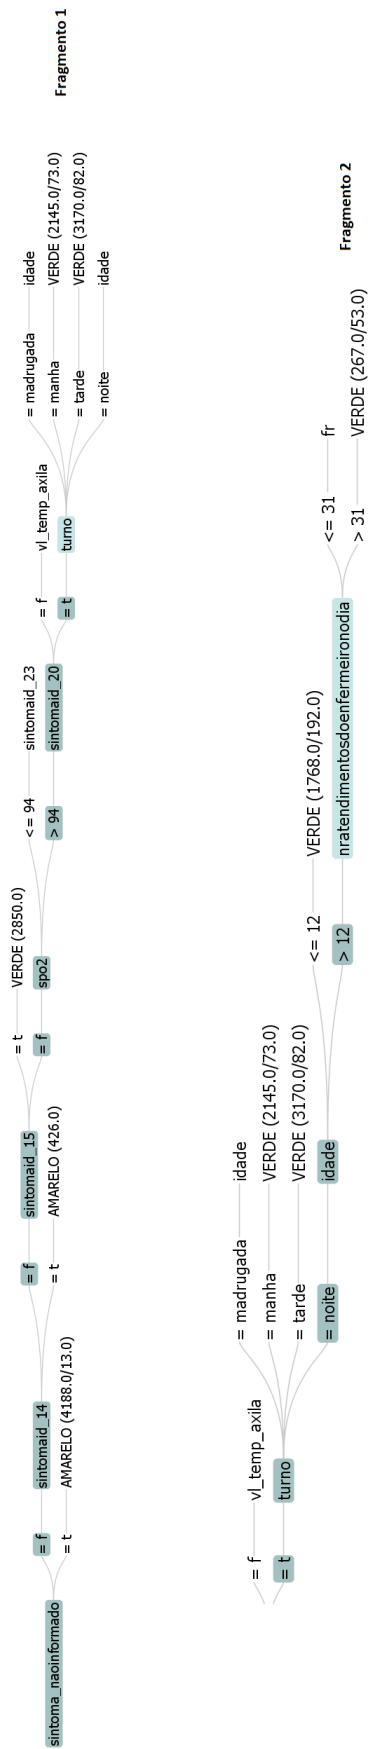 Fragmento 1
sintoma_naoinformado
= f
= t
sintomaid_14
AMARELO (4188.0/13.0)
= f
= t
sintomaid_15
AMARELO (426.0)
= t
= f
VERDE (2850.0)
spo2
<= 94
> 94
sintomaid_23
sintomaid_20
= f
= t
vl_temp_axila
turno
= madrugada
= manha
= tarde
= noite
idade
VERDE (2145.0/73.0)
VERDE (3170.0/82.0)
idade
Fragmento 2
= f
= t
vl_temp_axila
turno
= madrugada
= manha
= tarde
= noite
idade
VERDE (2145.0/73.0)
VERDE (3170.0/82.0)
idade
<= 12
> 12
VERDE (1768.0/192.0)
nratendimentosdoenfermeironodia
<= 31
> 31
fr
VERDE (267.0/53.0)